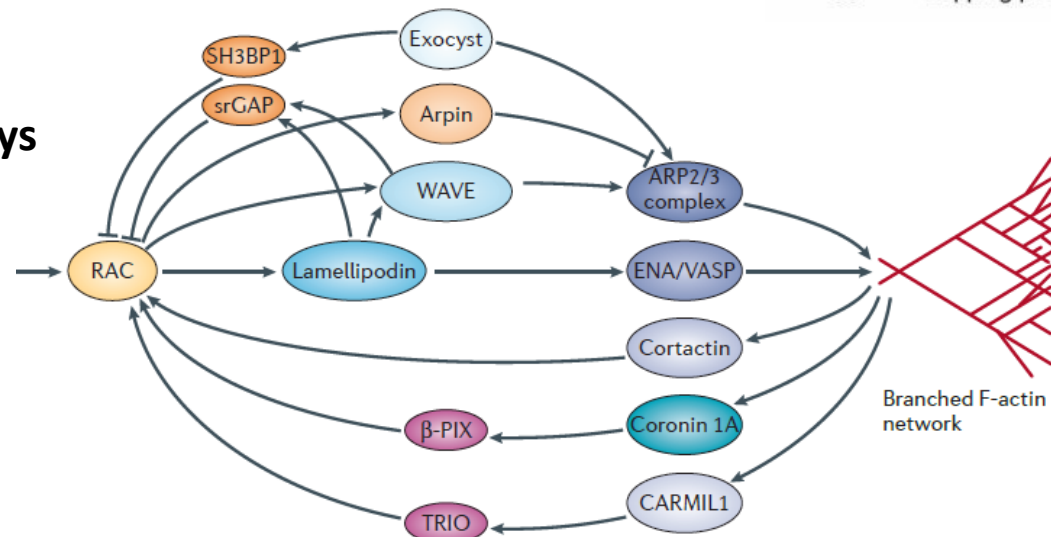 Exocyst
SH3BP1
srGAP
Arpin
ys
WAVE
ARP2/3
complex
RAC
Lamellipodin
ENA/VASP
Cortactin
Branched F-actin
network
β-PIX
Coronin 1A
CARMIL1
TRIO